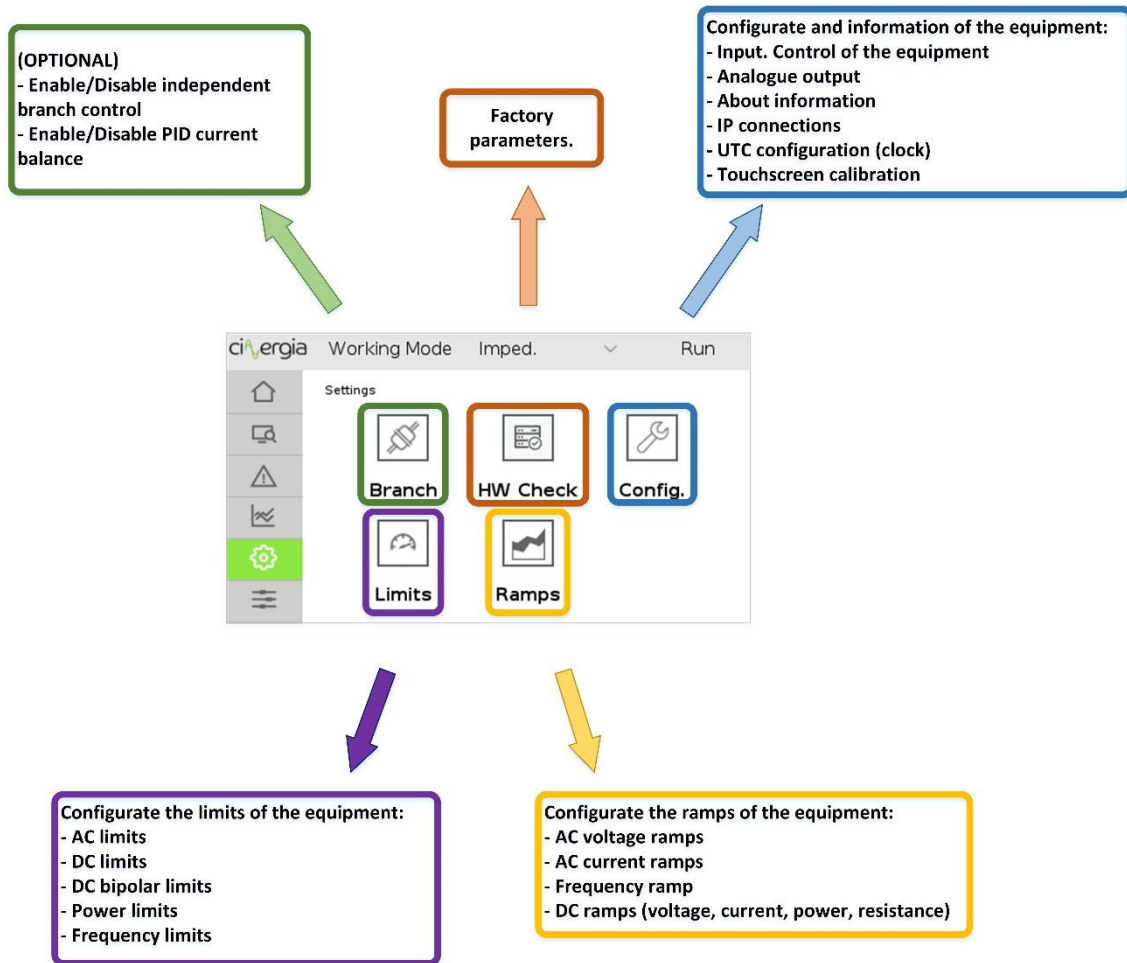 (OPTIONAL)
- Enable/Disable independent
branch control
- Enable/Disable PID current
balance
Factory
parameters.
Configurate and information of the equipment:
- Input. Control of the equipment
- Analogue output
- About information
- IP connections
- UTC configuration (clock)
- Touchscreen calibration
cinergia Working Mode Imped. Run
Settings
Branch HW Check Config.
Limits Ramps
Configurate the limits of the equipment:
- AC limits
- DC limits
- DC bipolar limits
- Power limits
- Frequency limits
Configurate the ramps of the equipment:
- AC voltage ramps
- AC current ramps
- Frequency ramp
- DC ramps (voltage, current, power, resistance)